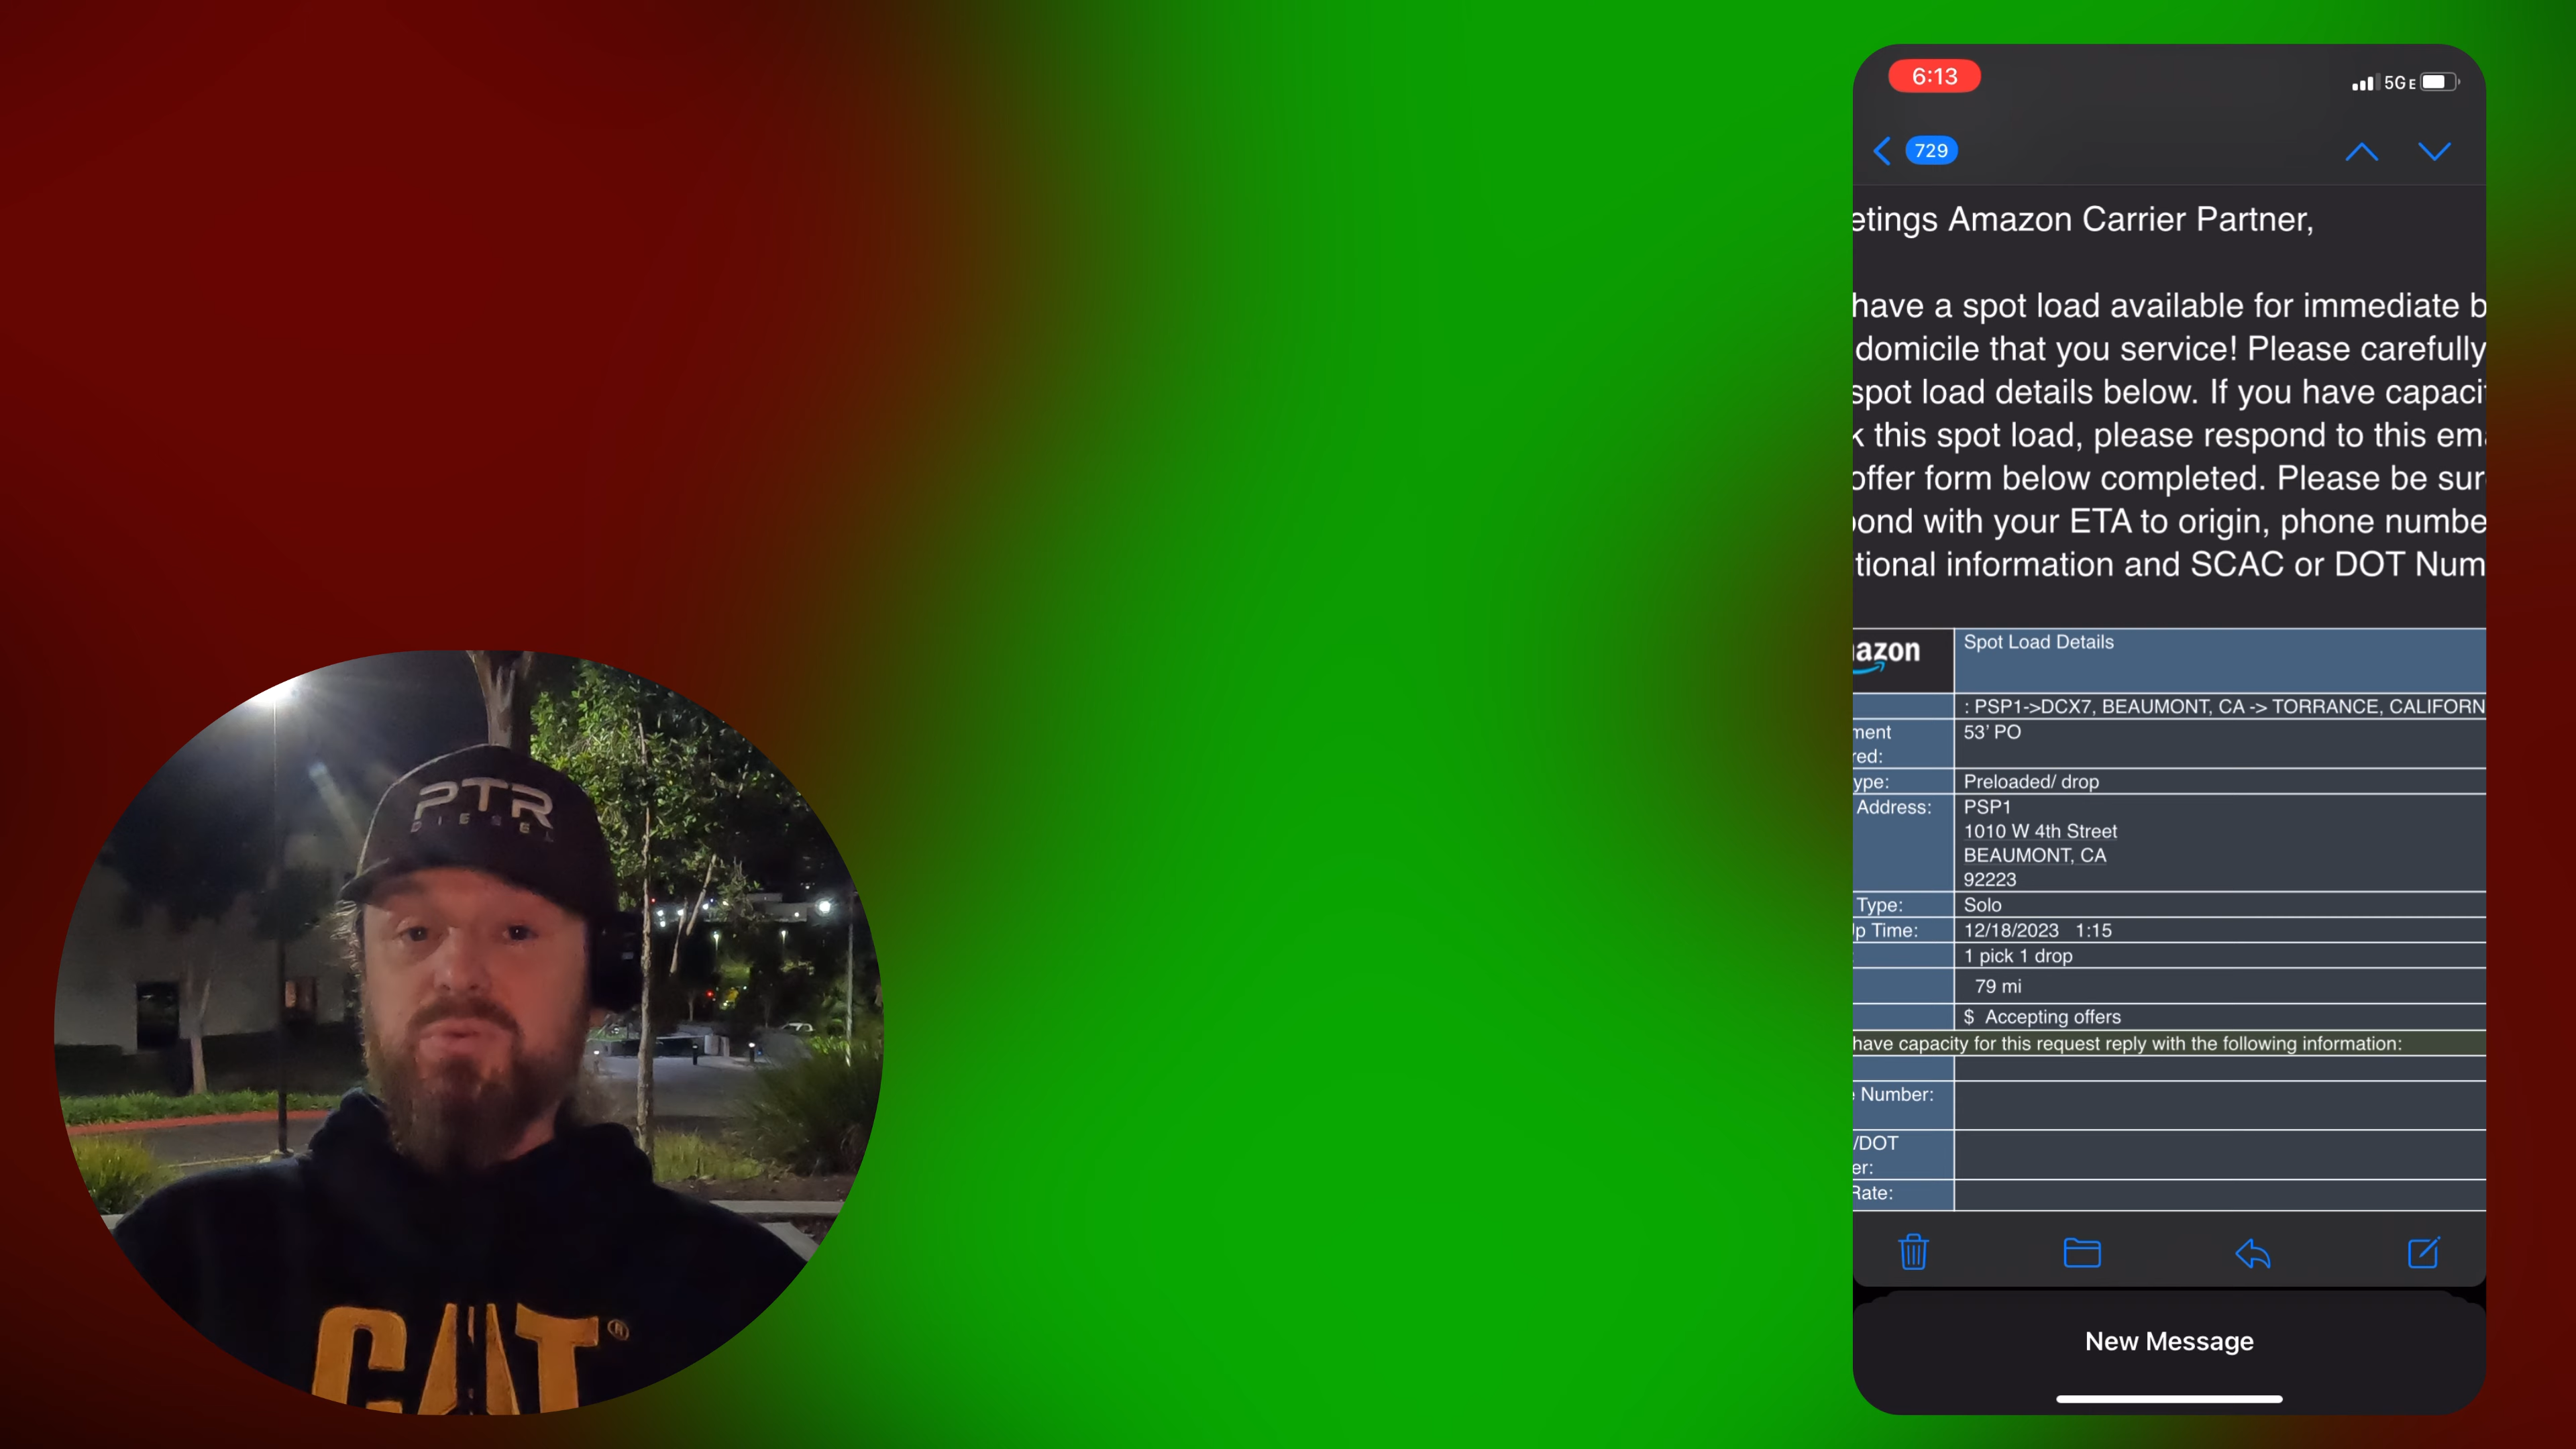 PTR
DIESEL
CAT®
6:13
5GE
729
etings Amazon Carrier Partner,
have a spot load available for immediate b
domicile that you service! Please carefully
spot load details below. If you have capaci
k this spot load, please respond to this ema
offer form below completed. Please be sur
ond with your ETA to origin, phone numbe
tional information and SCAC or DOT Num
azon
Spot Load Details
: PSP1->DCX7, BEAUMONT, CA -> TORRANCE, CALIFORN
ment
red:
53' PO
ype:
Preloaded/ drop
Address:
PSP1
1010 W 4th Street
BEAUMONT, CA
92223
Type:
Solo
p Time:
12/18/2023 1:15
1 pick 1 drop
79 mi
$ Accepting offers
have capacity for this request reply with the following information:
Number:
/DOT
er:
Rate:
New Message